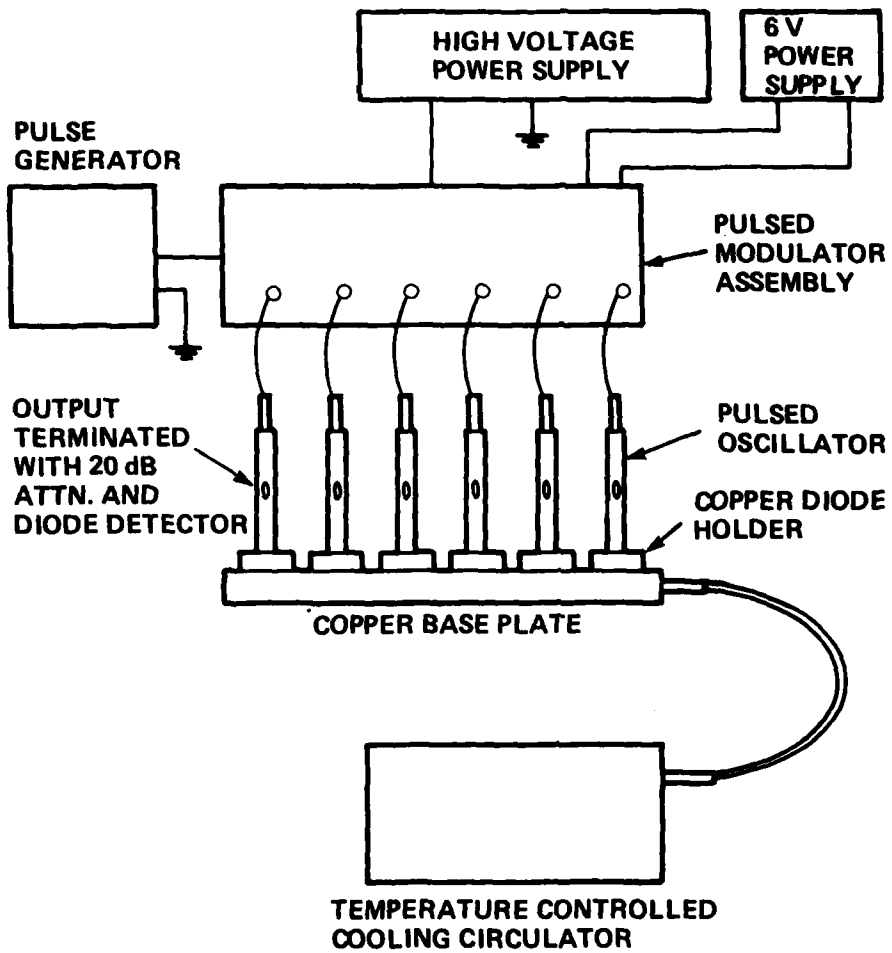 HIGH VOLTAGE
POWER SUPPLY
6 V
POWER
SUPPLY
PULSE
GENERATOR
PULSED
MODULATOR
ASSEMBLY
OUTPUT
TERMINATED
WITH 20 dB
ATTN. AND
DIODE DETECTOR
PULSED
OSCILLATOR
COPPER DIODE
HOLDER
COPPER BASE PLATE
TEMPERATURE CONTROLLED
COOLING CIRCULATOR